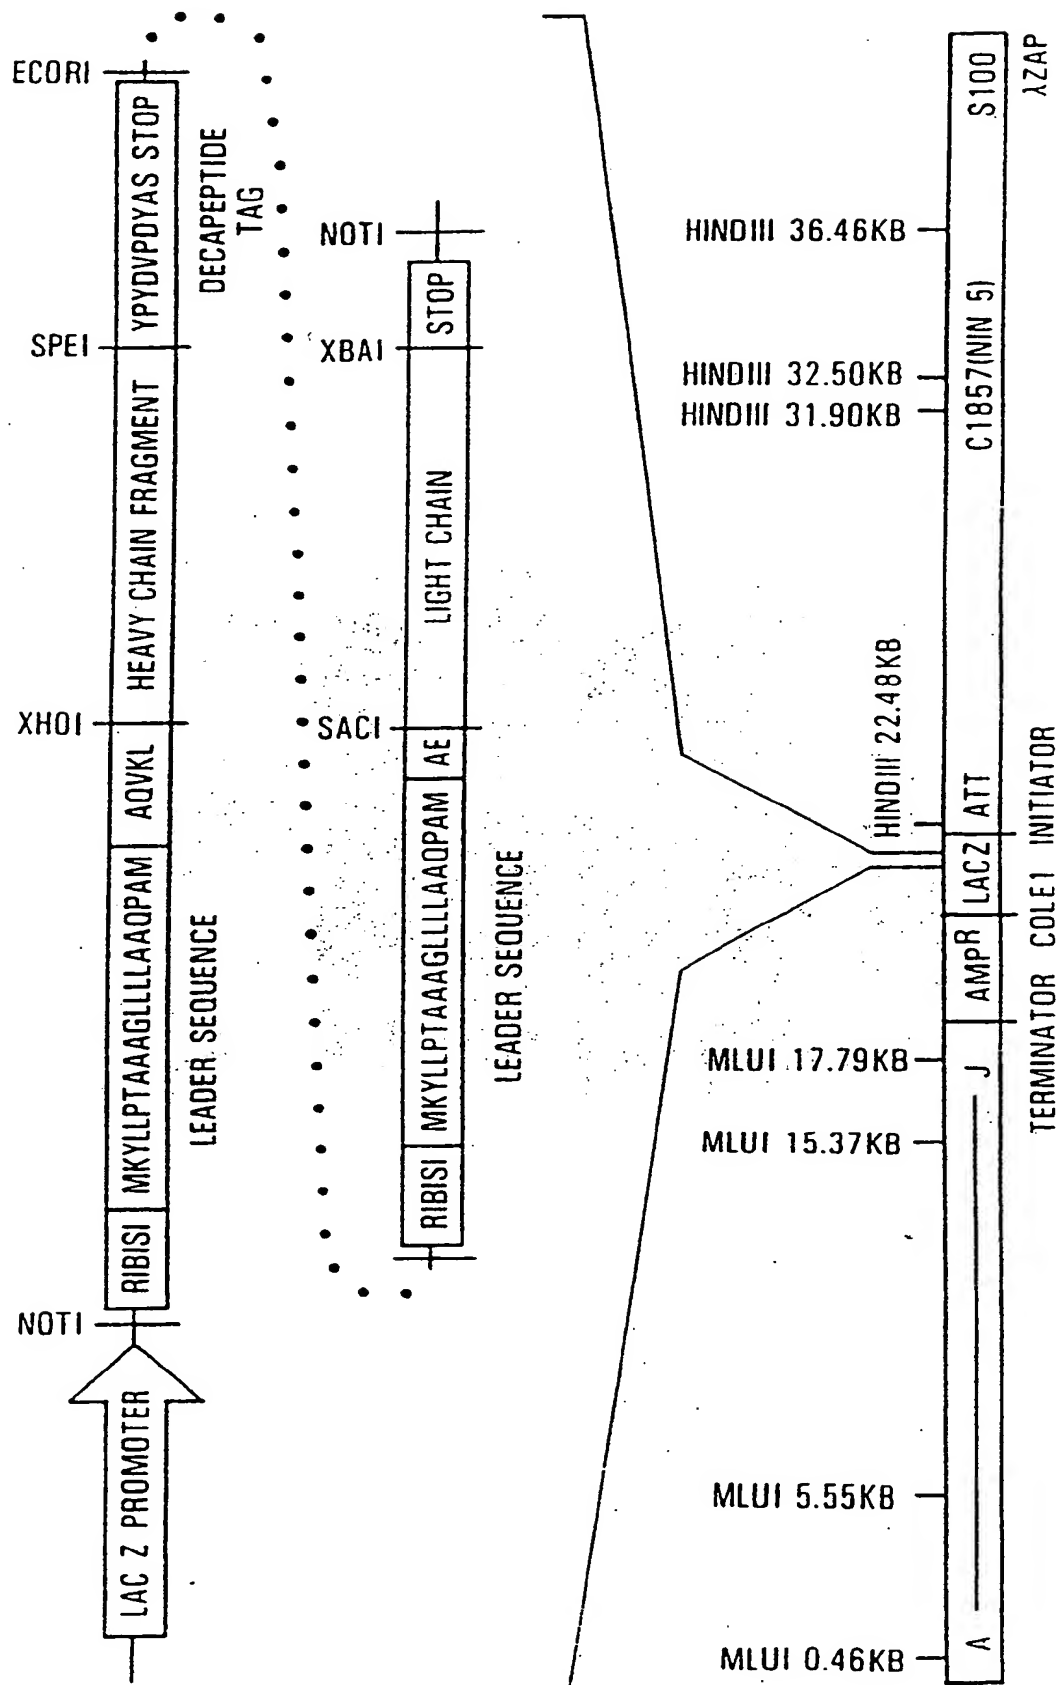 LAC Z PROMOTER
NOTI
RIBISI
MKYLLPTAAAGLLLLAAQPAM
AQVKL
XHOI
HEAVY CHAIN FRAGMENT
SPEI
YPYDVPDYAS STOP
ECORI
LEADER SEQUENCE
DECAPEPTIDE
TAG
RIBISI
MKYLLPTAAAGLLLLAAQPAM
AE
SACI
LIGHT CHAIN
XBAI
STOP
NOTI
LEADER SEQUENCE
MLUI 0.46KB
MLUI 5.55KB
MLUI 15.37KB
MLUI 17.79KB
HINDIII 22.48KB
HINDIII 31.90KB
HINDIII 32.50KB
HINDIII 36.46KB
A
J
AMPR
LACZ
ATT
C1857(NIN 5)
S100
TERMINATOR COLE1 INITIATOR
λZAP